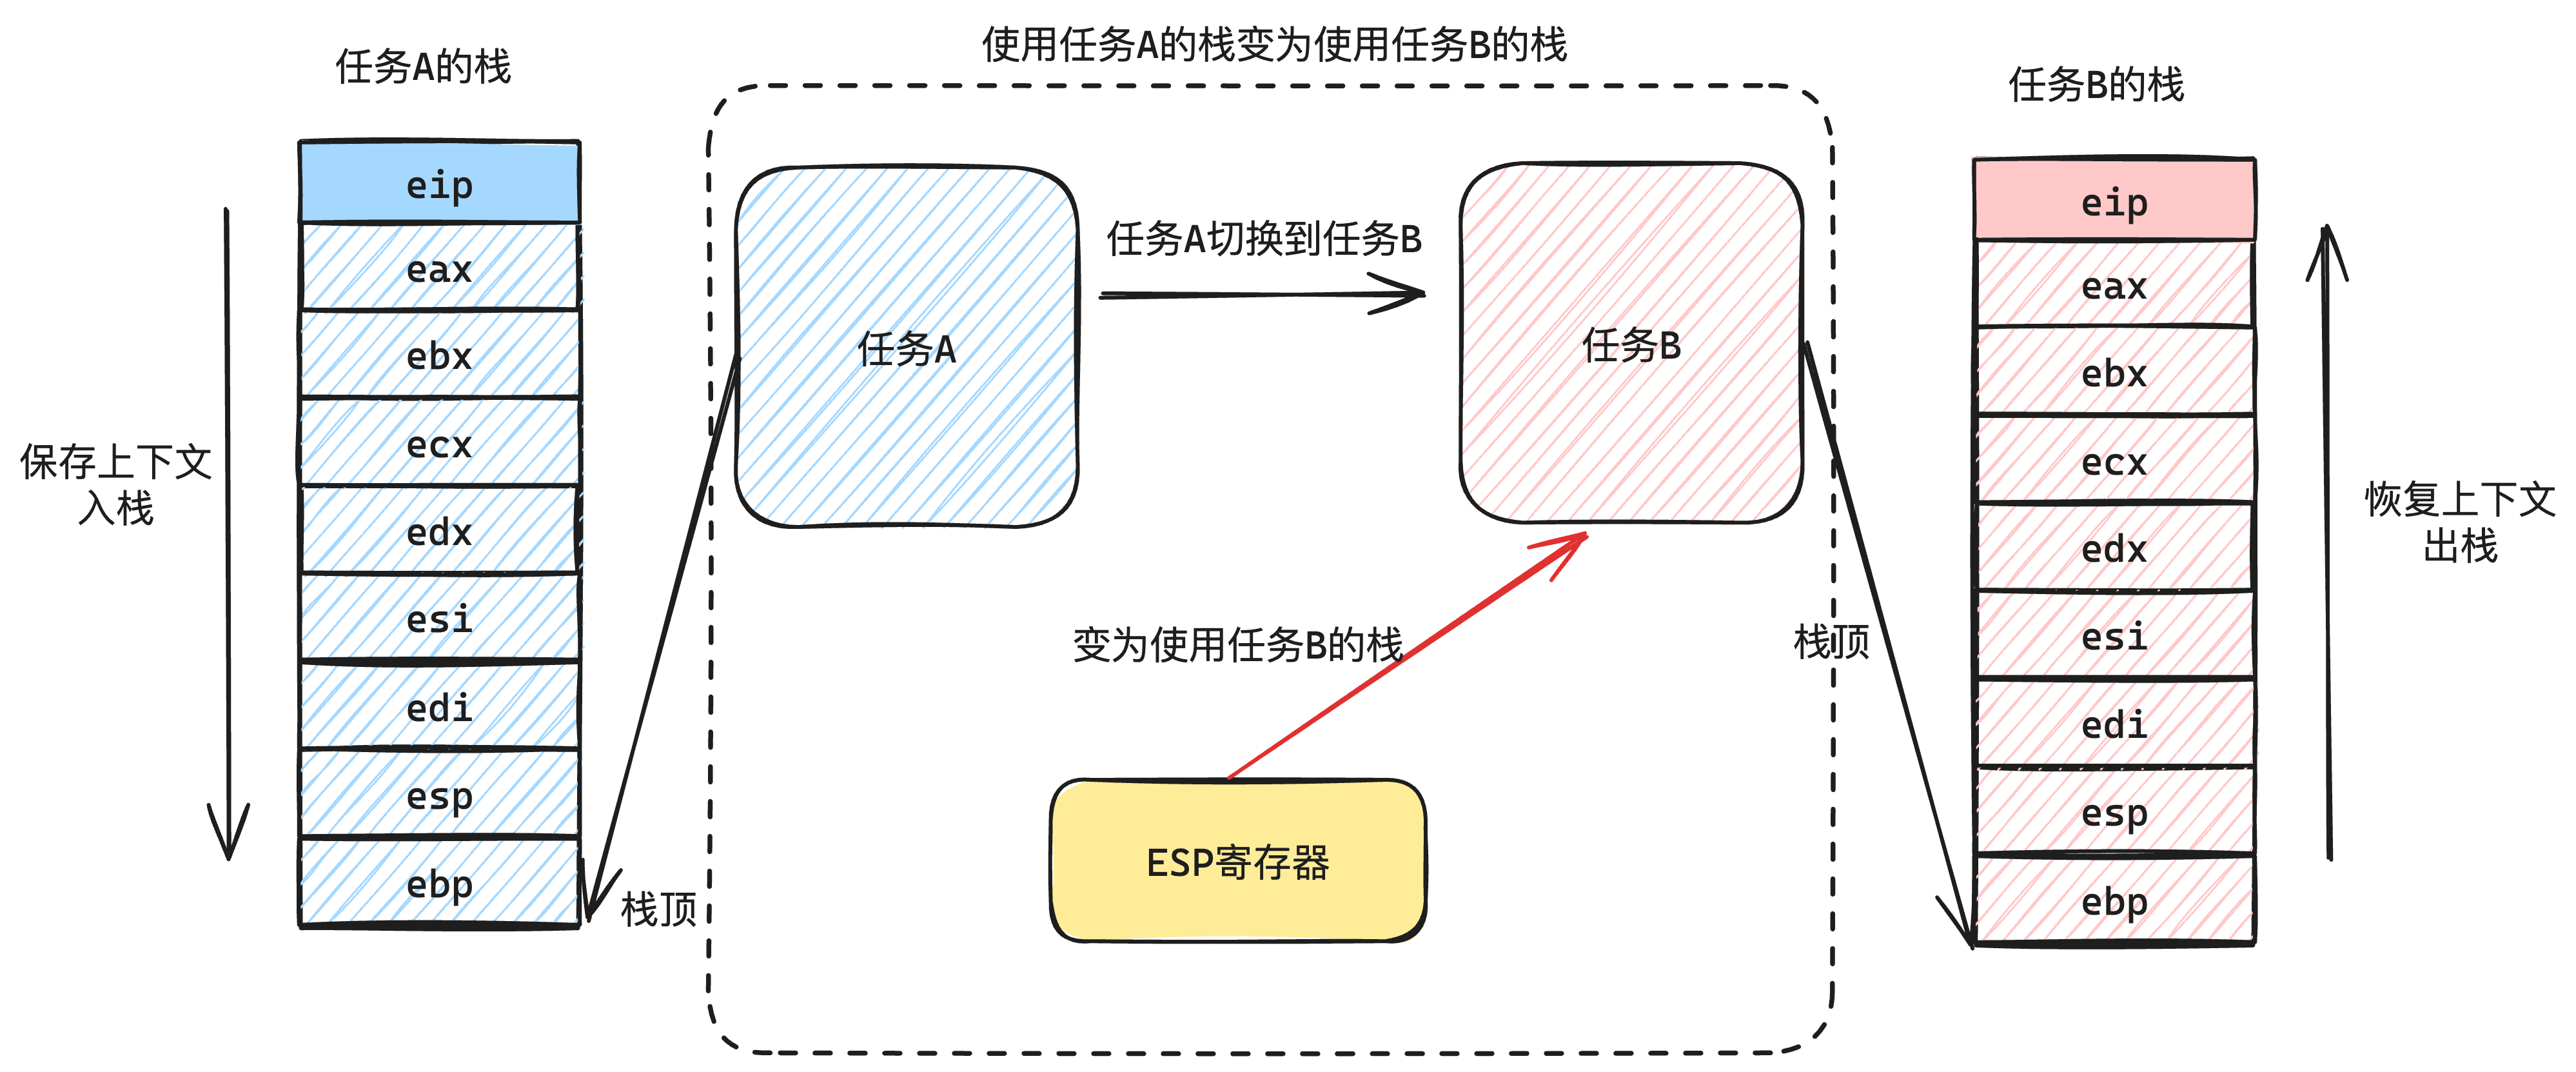 使用任务A的栈变为使用任务B的栈
任务A的栈
eip
eax
ebx
ecx
edx
esi
edi
esp
ebp
保存上下文
入栈
栈顶
任务A
任务A切换到任务B
任务B
变为使用任务B的栈
ESP寄存器
栈顶
任务B的栈
eip
eax
ebx
ecx
edx
esi
edi
esp
ebp
恢复上下文
出栈